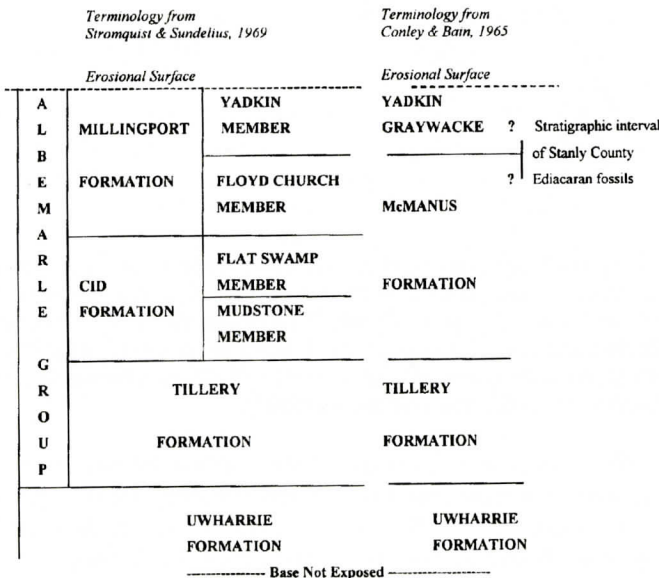 Terminology from
Stromquist & Sundelius, 1969
Terminology from
Conley & Bain, 1965
Erosional Surface
Erosional Surface
A
L
B
E
M
A
R
L
E
G
R
O
U
P
MILLINGPORT
FORMATION
YADKIN
MEMBER
FLOYD CHURCH
MEMBER
CID
FORMATION
FLAT SWAMP
MEMBER
MUDSTONE
MEMBER
TILLERY
FORMATION
UWHARRIE
FORMATION
YADKIN
GRAYWACKE
McMANUS
FORMATION
TILLERY
FORMATION
UWHARRIE
FORMATION
? Stratigraphic interval
of Stanly County
? Ediacaran fossils
Base Not Exposed